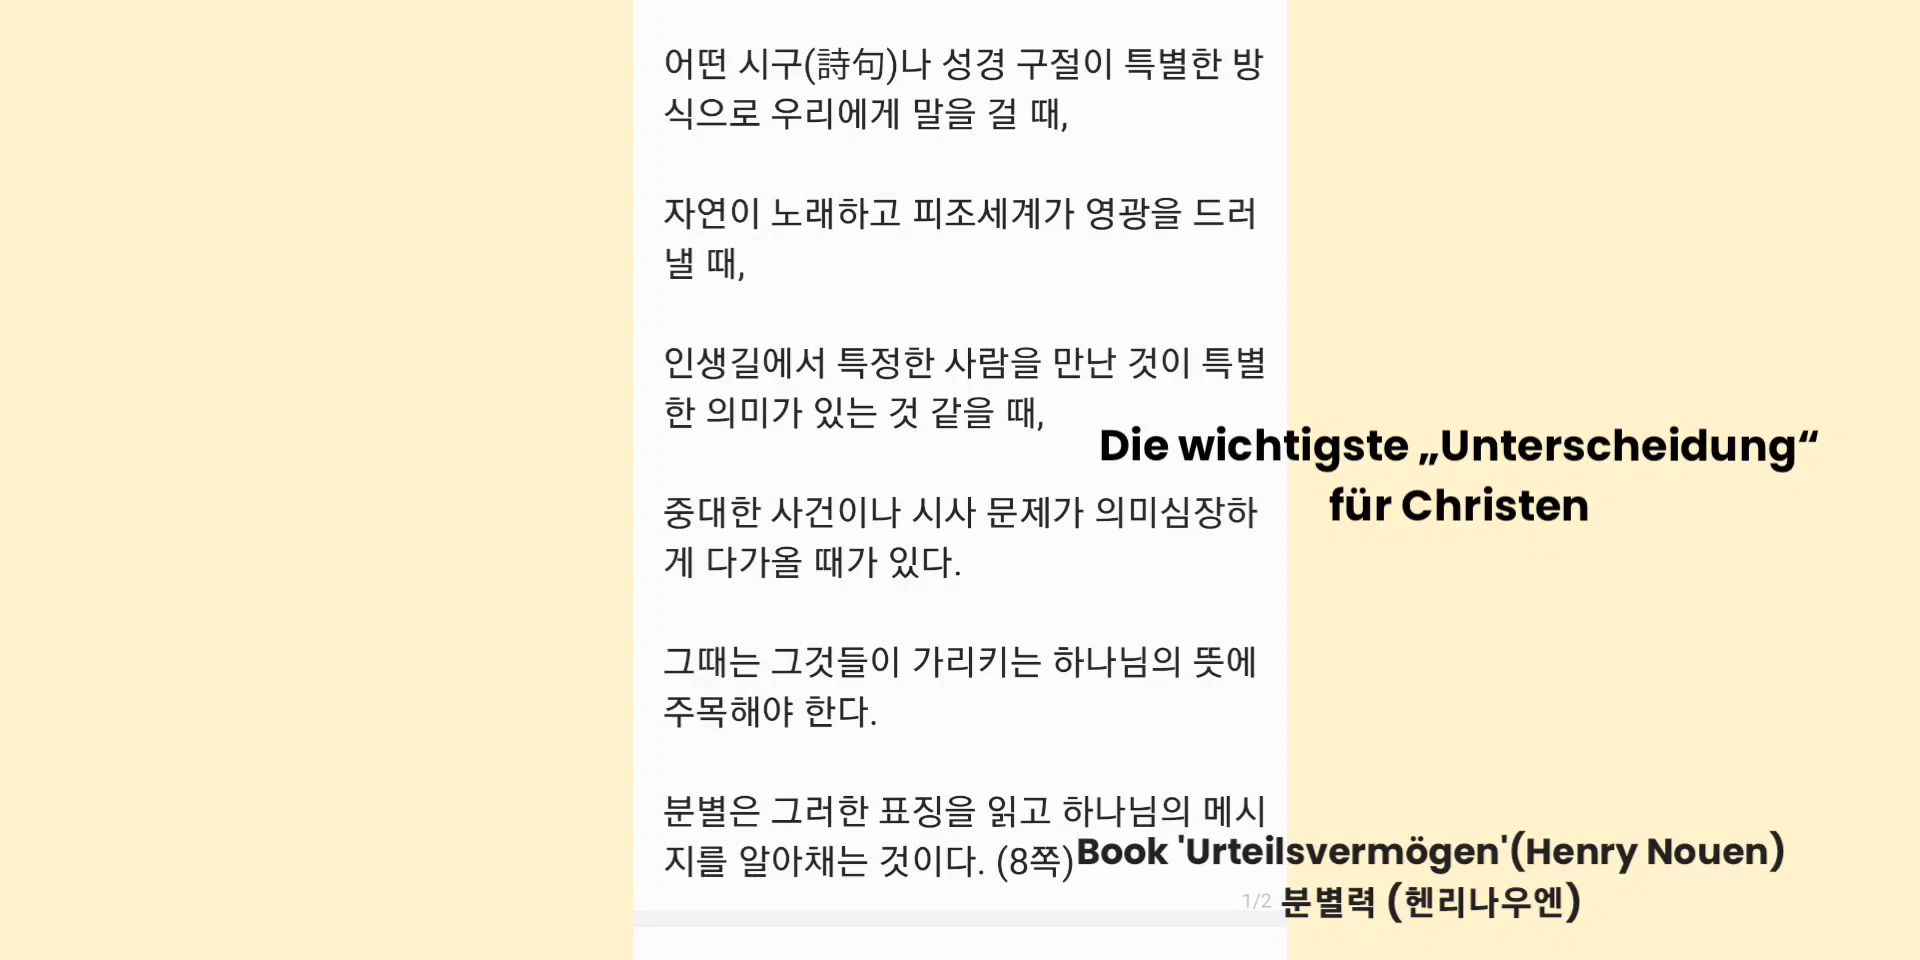 어떤 시구(詩句)나 성경 구절이 특별한 방
식으로 우리에게 말을 걸 때,
자연이 노래하고 피조세계가 영광을 드러
낼 때,
인생길에서 특정한 사람을 만난 것이 특별
한 의미가 있는 것 같을 때,
중대한 사건이나 시사 문제가 의미심장하
게 다가올 때가 있다.
그때는 그것들이 가리키는 하나님의 뜻에
주목해야 한다.
분별은 그러한 표징을 읽고 하나님의 메시
지를 알아채는 것이다. (8쪽)
1/2
Die wichtigste „Unterscheidung“
für Christen
Book 'Urteilsvermögen'(Henry Nouen)
분별력 (헨리나우엔)